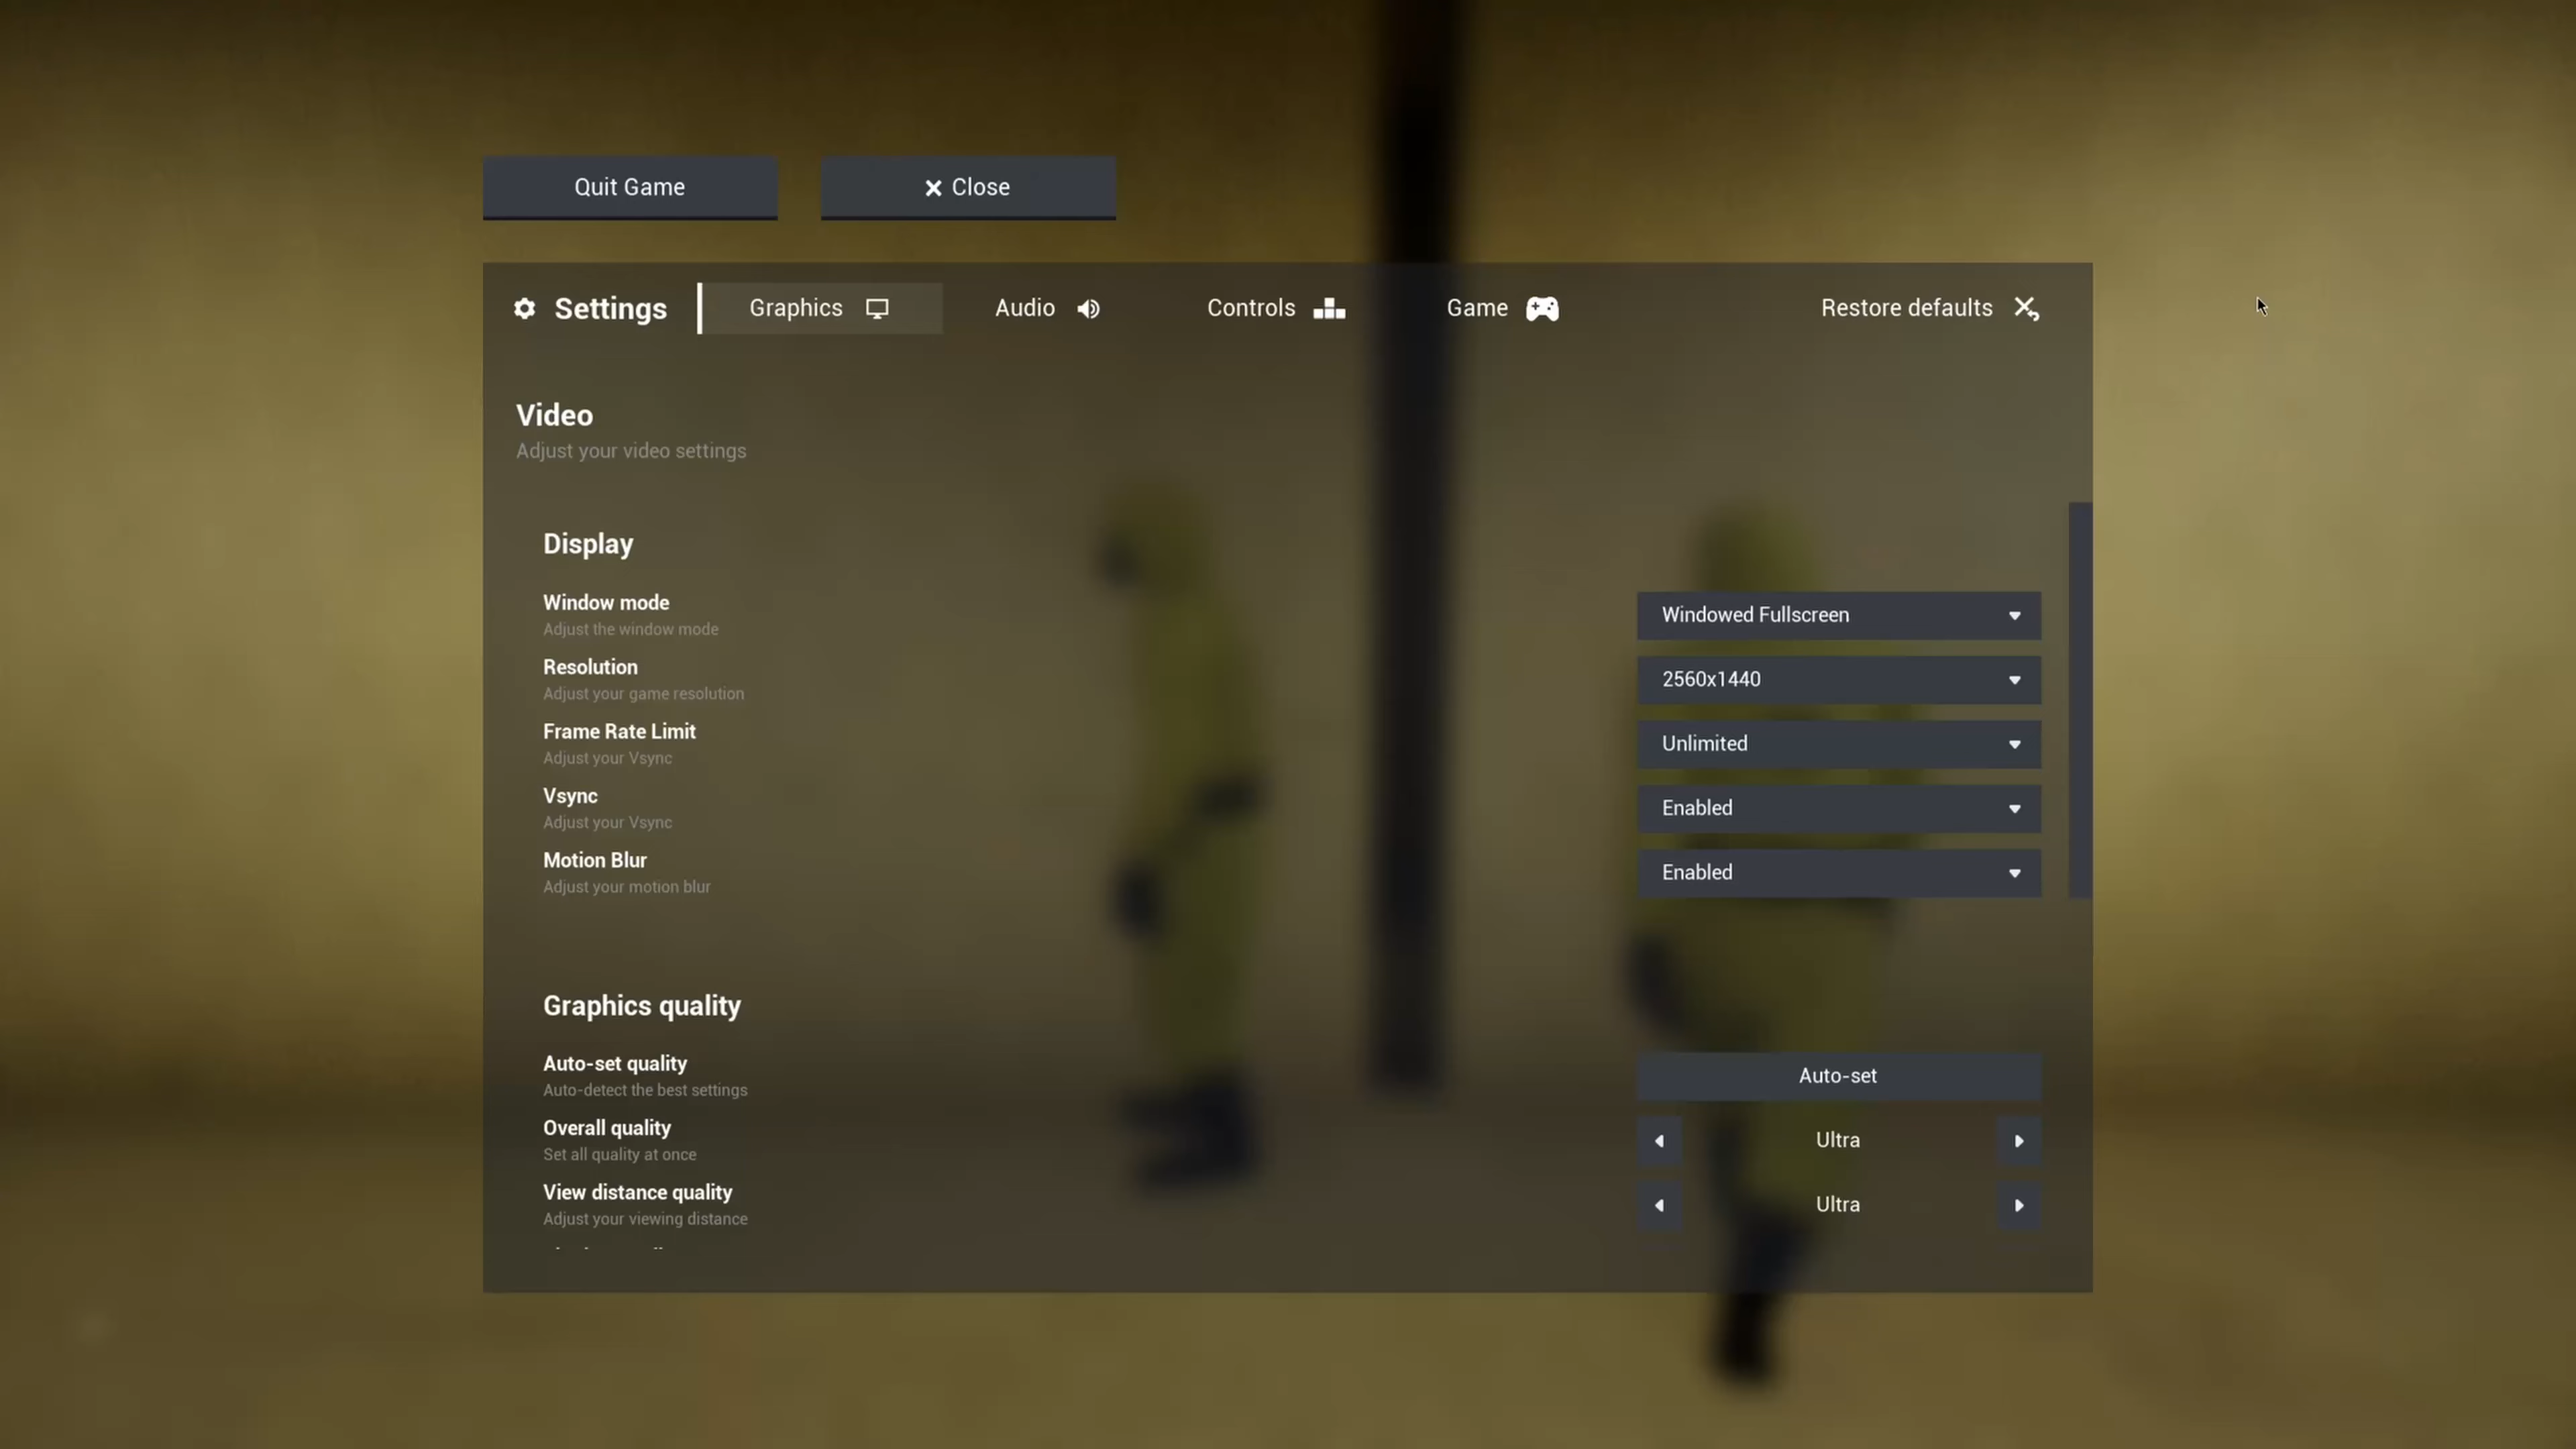 Quit Game
Close
Settings
Graphics
Audio
Controls
Game
Restore defaults
Video
Adjust your video settings
Display
Window mode
Adjust the window mode
Windowed Fullscreen
Resolution
Adjust your game resolution
2560x1440
Frame Rate Limit
Adjust your Vsync
Unlimited
Vsync
Adjust your Vsync
Enabled
Motion Blur
Adjust your motion blur
Enabled
Graphics quality
Auto-set quality
Auto-detect the best settings
Auto-set
Overall quality
Set all quality at once
Ultra
View distance quality
Adjust your viewing distance
Ultra